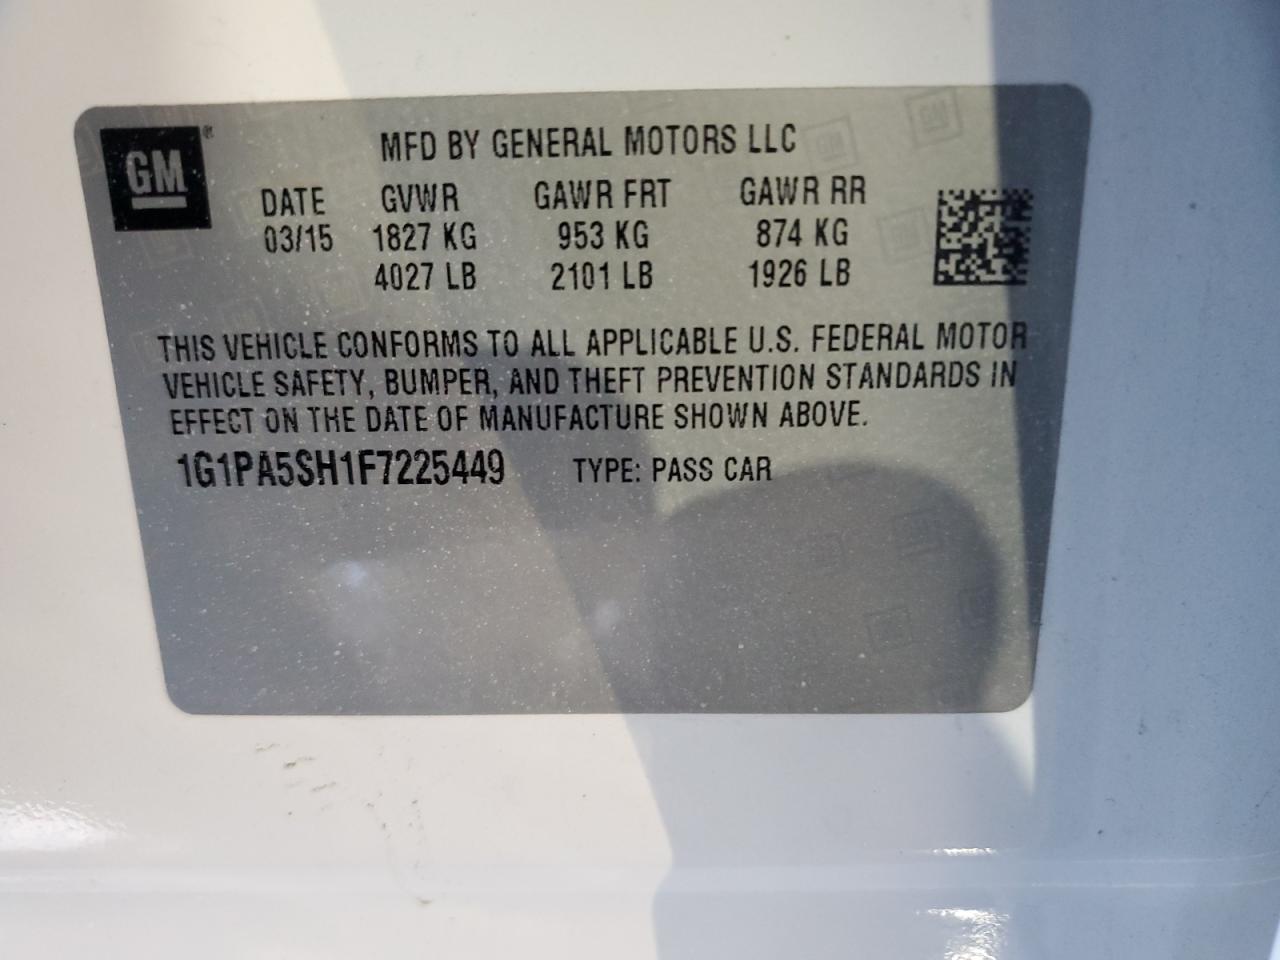 GM®
MFD BY GENERAL MOTORS LLC
DATE GVWR GAWR FRT GAWR RR
03/15 1827 KG 953 KG 874 KG
4027 LB 2101 LB 1926 LB
THIS VEHICLE CONFORMS TO ALL APPLICABLE U.S. FEDERAL MOTOR
VEHICLE SAFETY, BUMPER, AND THEFT PREVENTION STANDARDS IN
EFFECT ON THE DATE OF MANUFACTURE SHOWN ABOVE.
1G1PA5SH1F7225449 TYPE: PASS CAR